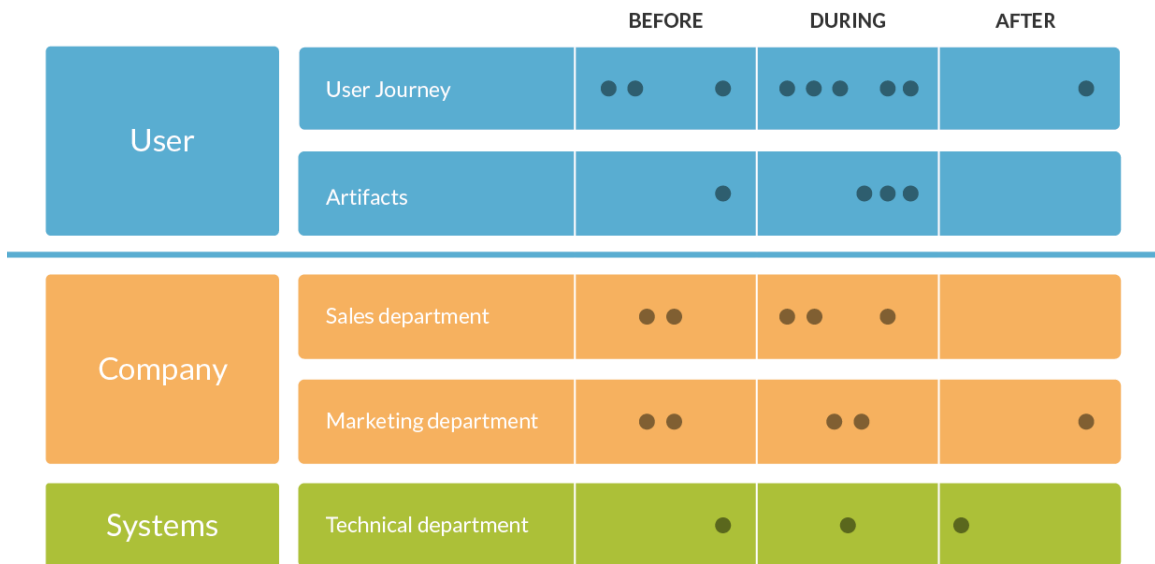 BEFORE DURING AFTER
User
User Journey
Artifacts
Company
Sales department
Marketing department
Systems
Technical department